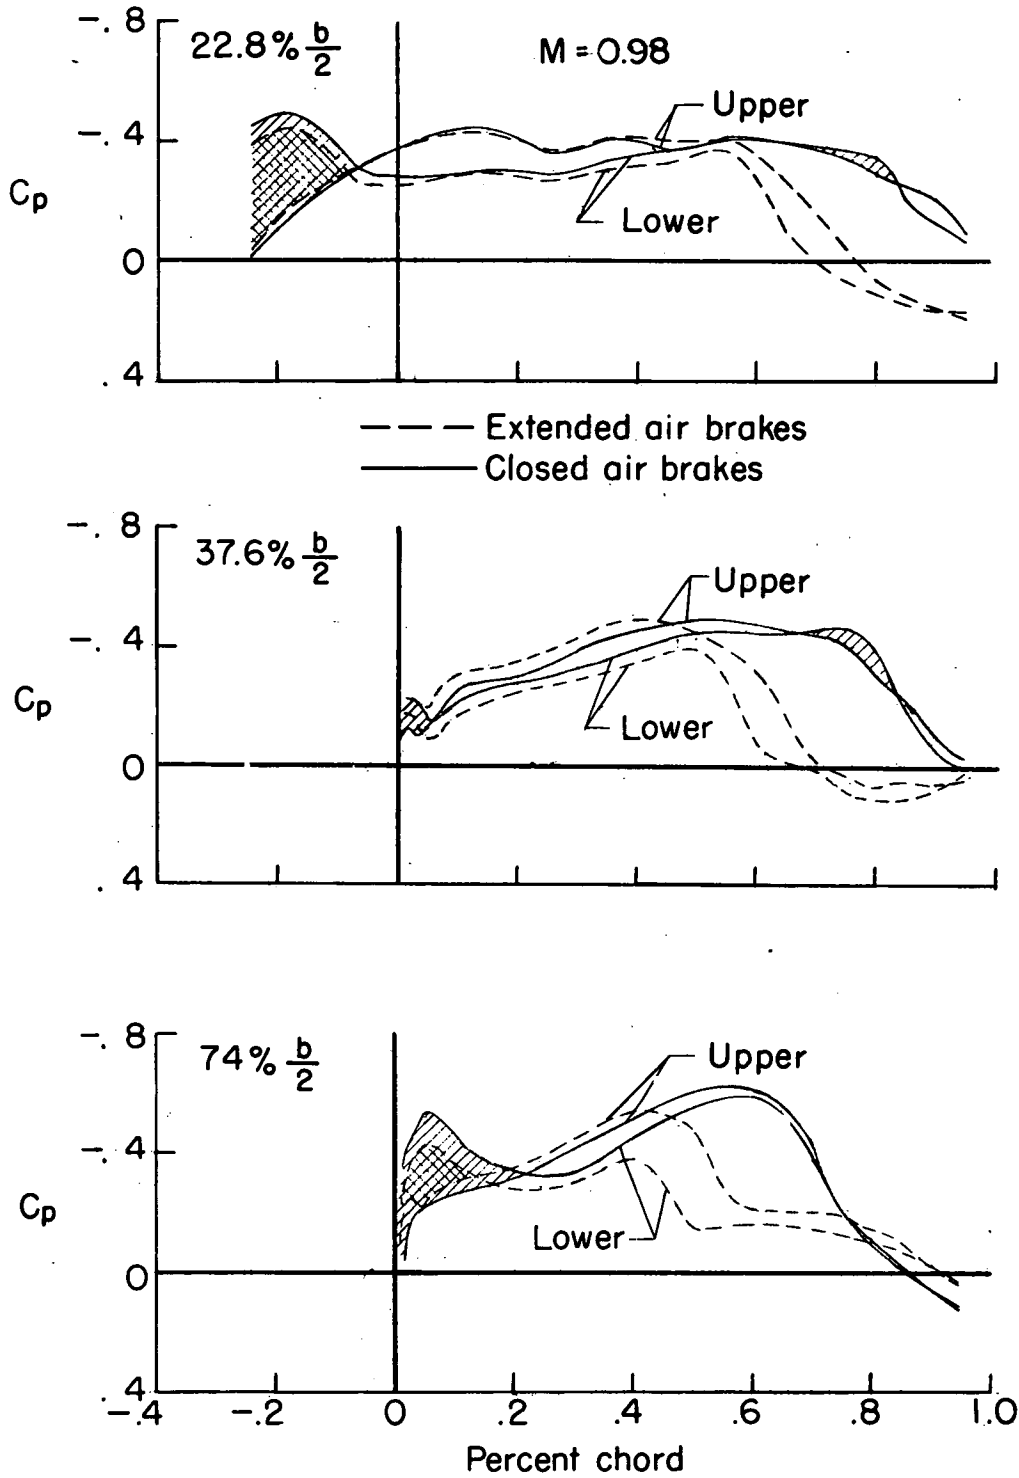 -.8
22.8% b/2
M = 0.98
Upper
-.4
Cp
Lower
0
.4
Extended air brakes
Closed air brakes
-.8
37.6% b/2
Upper
-.4
Cp
Lower
0
.4
-.8
74% b/2
Upper
-.4
Cp
Lower
0
.4
-.4 -.2 0 .2 .4 .6 .8 1.0
Percent chord